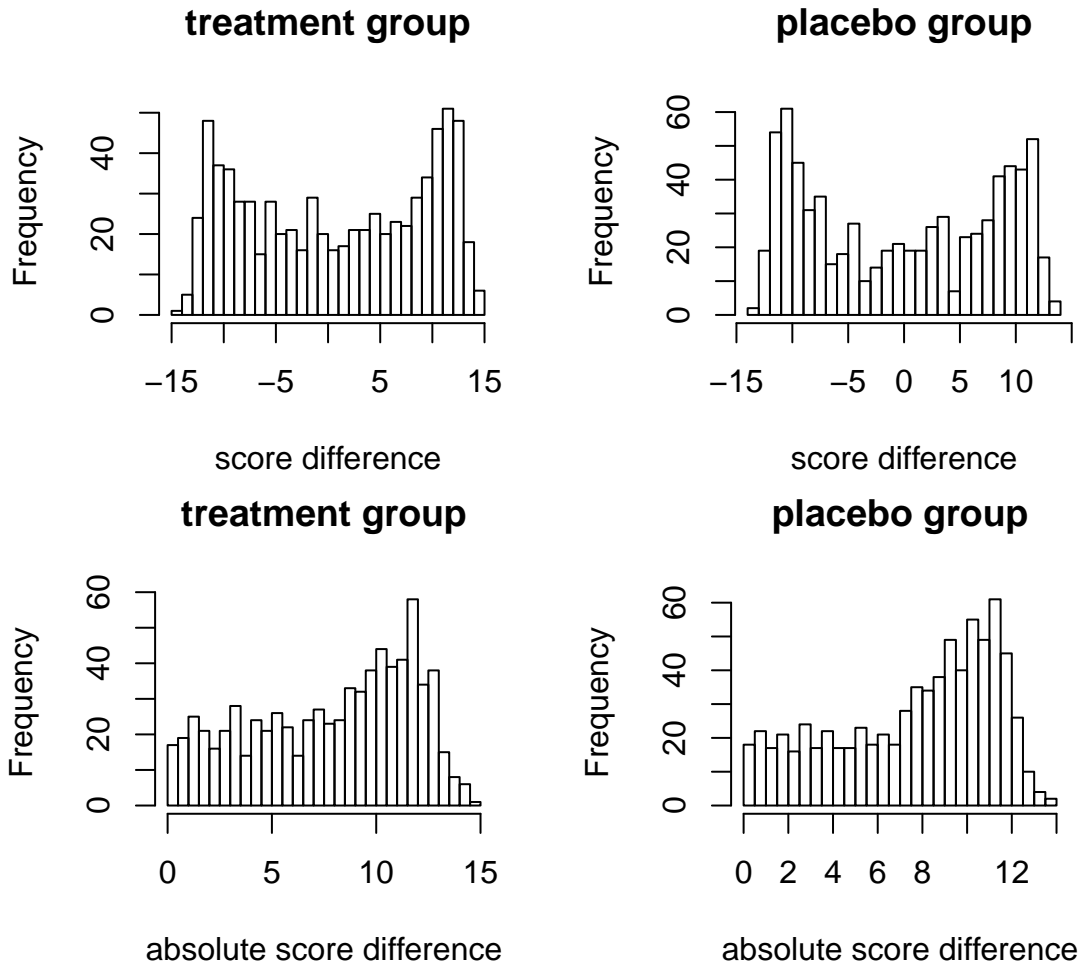 treatment group
Frequency
0
20
40
−15
−5
5
15
score difference
placebo group
Frequency
0
20
40
60
−15
−5
0
5
10
score difference
treatment group
Frequency
0
20
40
60
0
5
10
15
absolute score difference
placebo group
Frequency
0
20
40
60
0
2
4
6
8
12
absolute score difference